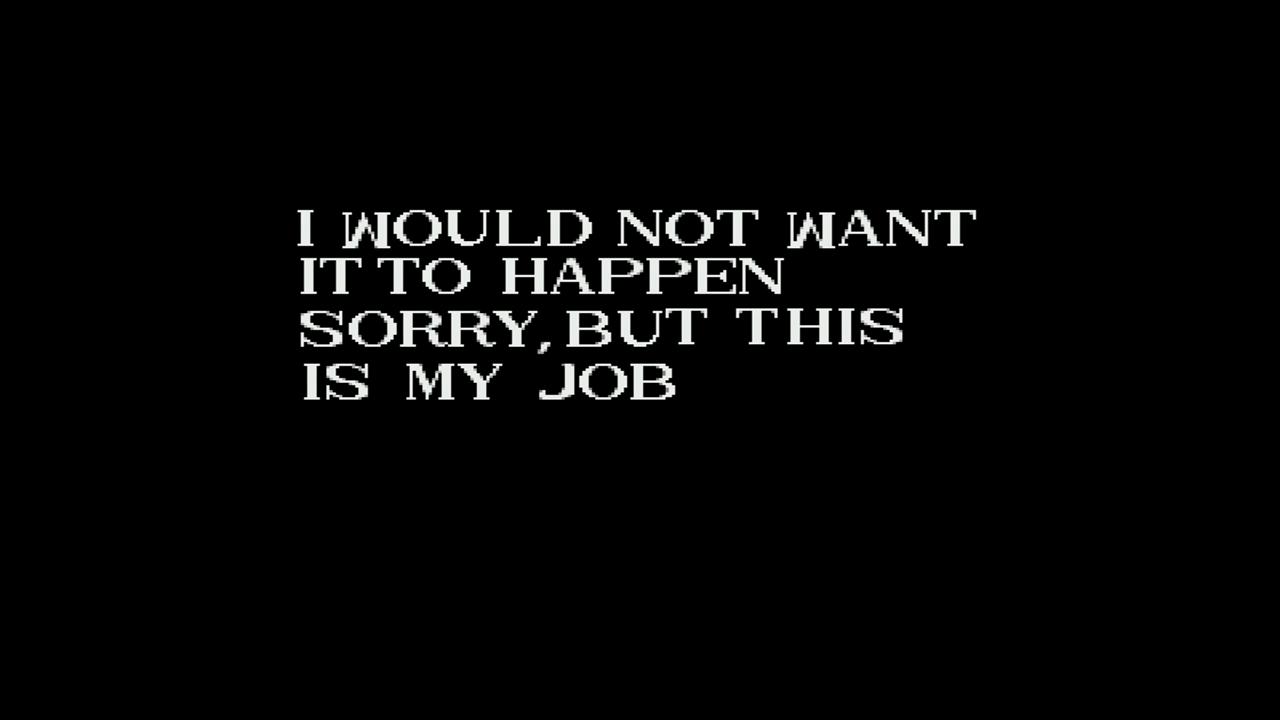 I WOULD NOT WANT
IT TO HAPPEN
SORRY, BUT THIS
IS MY JOB